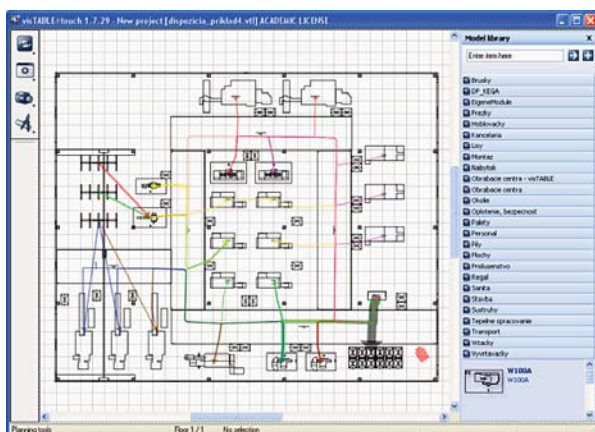 visTABLE®touch 1.7.29 - New project [dispozicia_priklad4.vtl] ACADEMIC LICENSE
Model library
Enter item here
Brusky
DP_KEGA
EigeneModule
Frezky
Hoblovacky
Kancelaria
Lisy
Montaz
Nabytok
Obrabacie centra - visTABLE
Obrabacie centra
Okolie
Oplotenie, bezpecnost
Palety
Personal
Pily
Plochy
Prislusenstvo
Regal
Sanita
Stavba
Sustruhy
Tepelne spracovanie
Transport
Vrtacky
Vyvrtavacky
W100A
W100A
Planning tools
Floor 1 / 1
No selection